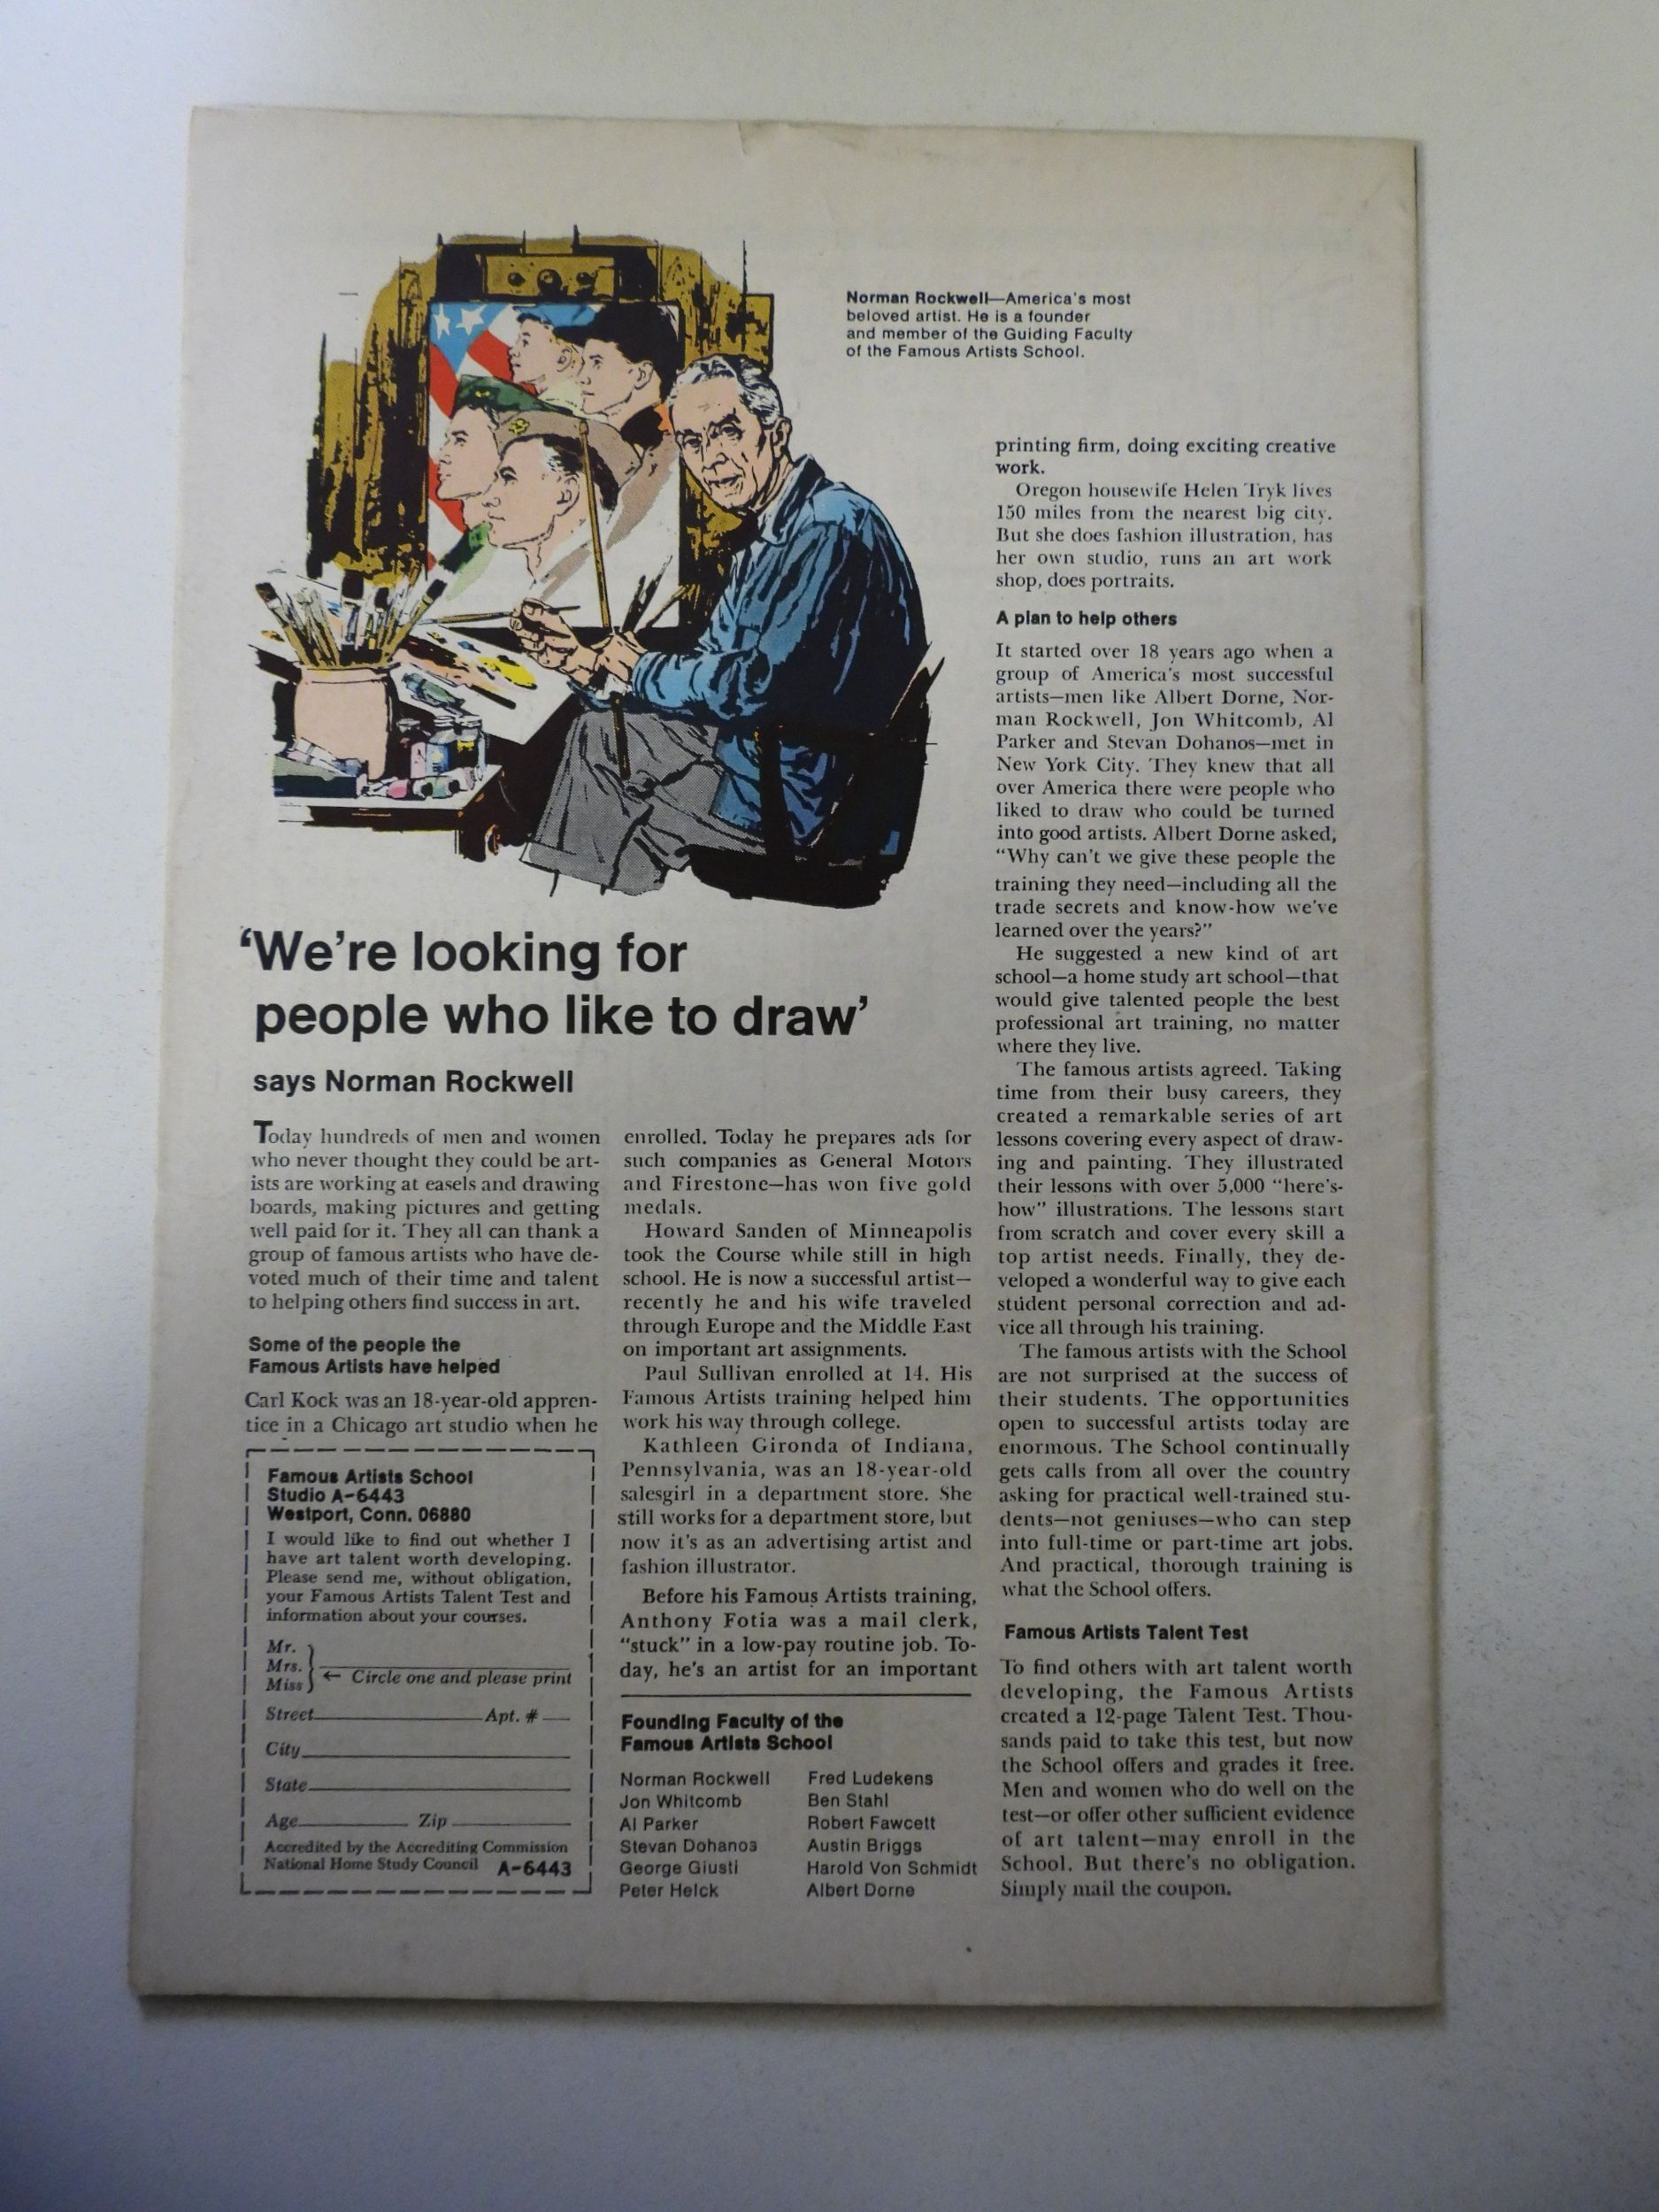 Norman Rockwell—America's most
beloved artist. He is a founder
and member of the Guiding Faculty
of the Famous Artists School.
'We're looking for
people who like to draw'
says Norman Rockwell
Today hundreds of men and women
who never thought they could be art-
ists are working at easels and drawing
boards, making pictures and getting
well paid for it. They all can thank a
group of famous artists who have de-
voted much of their time and talent
to helping others find success in art.
Some of the people the
Famous Artists have helped
Carl Kock was an 18-year-old appren-
tice in a Chicago art studio when he
enrolled. Today he prepares ads for
such companies as General Motors
and Firestone—has won five gold
medals.
Howard Sanden of Minneapolis
took the Course while still in high
school. He is now a successful artist—
recently he and his wife traveled
through Europe and the Middle East
on important art assignments.
Paul Sullivan enrolled at 14. His
Famous Artists training helped him
work his way through college.
Kathleen Gironda of Indiana,
Pennsylvania, was an 18-year-old
salesgirl in a department store. She
still works for a department store, but
now it's as an advertising artist and
fashion illustrator.
Before his Famous Artists training,
Anthony Fotia was a mail clerk,
"stuck" in a low-pay routine job. To-
day, he's an artist for an important
printing firm, doing exciting creative
work.
Oregon housewife Helen Tryk lives
150 miles from the nearest big city.
But she does fashion illustration, has
her own studio, runs an art work
shop, does portraits.
A plan to help others
It started over 18 years ago when a
group of America's most successful
artists—men like Albert Dorne, Nor-
man Rockwell, Jon Whitcomb, Al
Parker and Stevan Dohanos—met in
New York City. They knew that all
over America there were people who
liked to draw who could be turned
into good artists. Albert Dorne asked,
"Why can't we give these people the
training they need—including all the
trade secrets and know-how we've
learned over the years?"
He suggested a new kind of art
school—a home study art school—that
would give talented people the best
professional art training, no matter
where they live.
The famous artists agreed. Taking
time from their busy careers, they
created a remarkable series of art
lessons covering every aspect of draw-
ing and painting. They illustrated
their lessons with over 5,000 "here's-
how" illustrations. The lessons start
from scratch and cover every skill a
top artist needs. Finally, they de-
veloped a wonderful way to give each
student personal correction and ad-
vice all through his training.
The famous artists with the School
are not surprised at the success of
their students. The opportunities
open to successful artists today are
enormous. The School continually
gets calls from all over the country
asking for practical well-trained stu-
dents—not geniuses—who can step
into full-time or part-time art jobs.
And practical, thorough training is
what the School offers.
Famous Artists Talent Test
To find others with art talent worth
developing, the Famous Artists
created a 12-page Talent Test. Thou-
sands paid to take this test, but now
the School offers and grades it free.
Men and women who do well on the
test—or offer other sufficient evidence
of art talent—may enroll in the
School. But there's no obligation.
Simply mail the coupon.
Famous Artists School
Studio A-6443
Westport, Conn. 06880
I would like to find out whether I
have art talent worth developing.
Please send me, without obligation,
your Famous Artists Talent Test and
information about your courses.
Mr.
Mrs.
Miss ← Circle one and please print
Street Apt. #
City
State
Age Zip
Accredited by the Accrediting Commission
National Home Study Council A-6443
Founding Faculty of the
Famous Artists School
Norman Rockwell
Jon Whitcomb
Al Parker
Stevan Dohanos
George Giusti
Peter Helck
Fred Ludekens
Ben Stahl
Robert Fawcett
Austin Briggs
Harold Von Schmidt
Albert Dorne